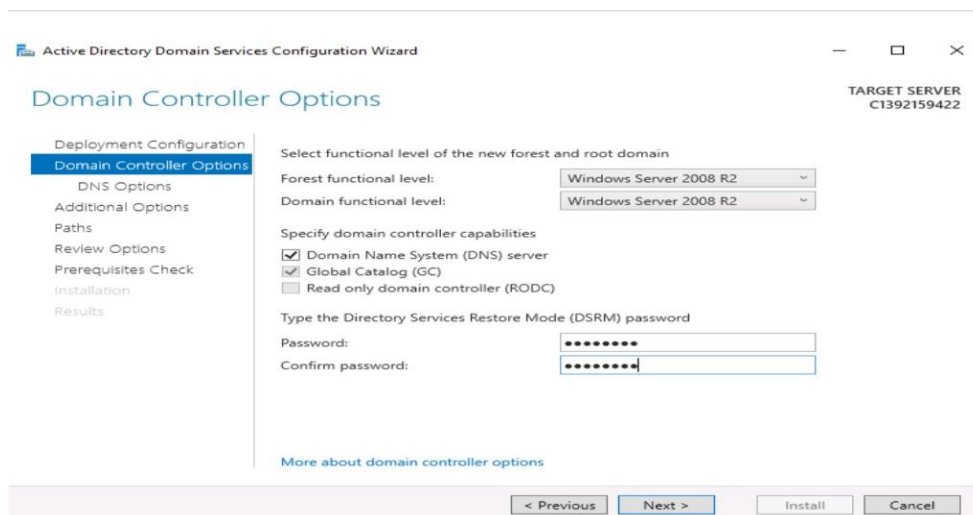 Active Directory Domain Services Configuration Wizard
Domain Controller Options
TARGET SERVER
C1392159422
Deployment Configuration
Domain Controller Options
DNS Options
Additional Options
Paths
Review Options
Prerequisites Check
Installation
Results
Select functional level of the new forest and root domain
Forest functional level: Windows Server 2008 R2
Domain functional level: Windows Server 2008 R2
Specify domain controller capabilities
Domain Name System (DNS) server
Global Catalog (GC)
Read only domain controller (RODC)
Type the Directory Services Restore Mode (DSRM) password
Password: ••••••••
Confirm password: ••••••••
More about domain controller options
< Previous Next > Install Cancel